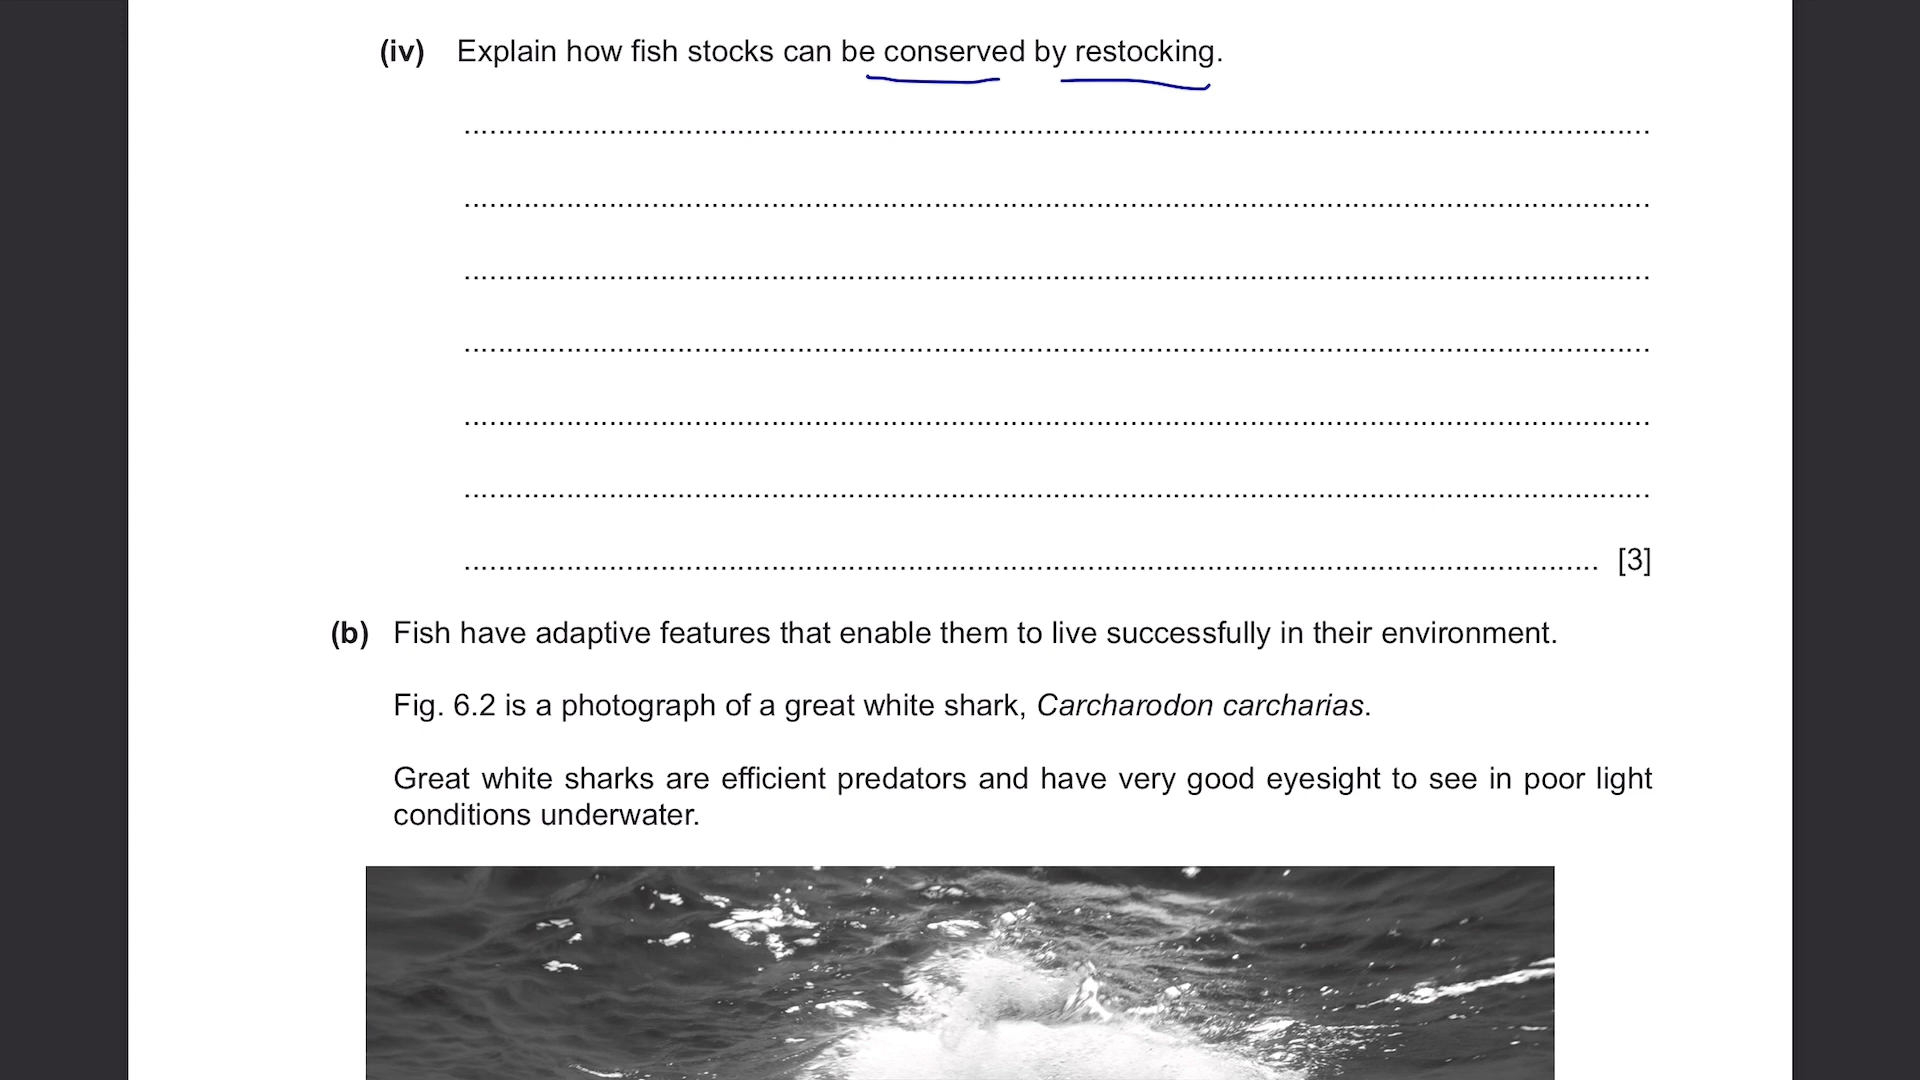 (iv) Explain how fish stocks can be conserved by restocking.
[3]
(b) Fish have adaptive features that enable them to live successfully in their environment.
Fig. 6.2 is a photograph of a great white shark, Carcharodon carcharias.
Great white sharks are efficient predators and have very good eyesight to see in poor light
conditions underwater.